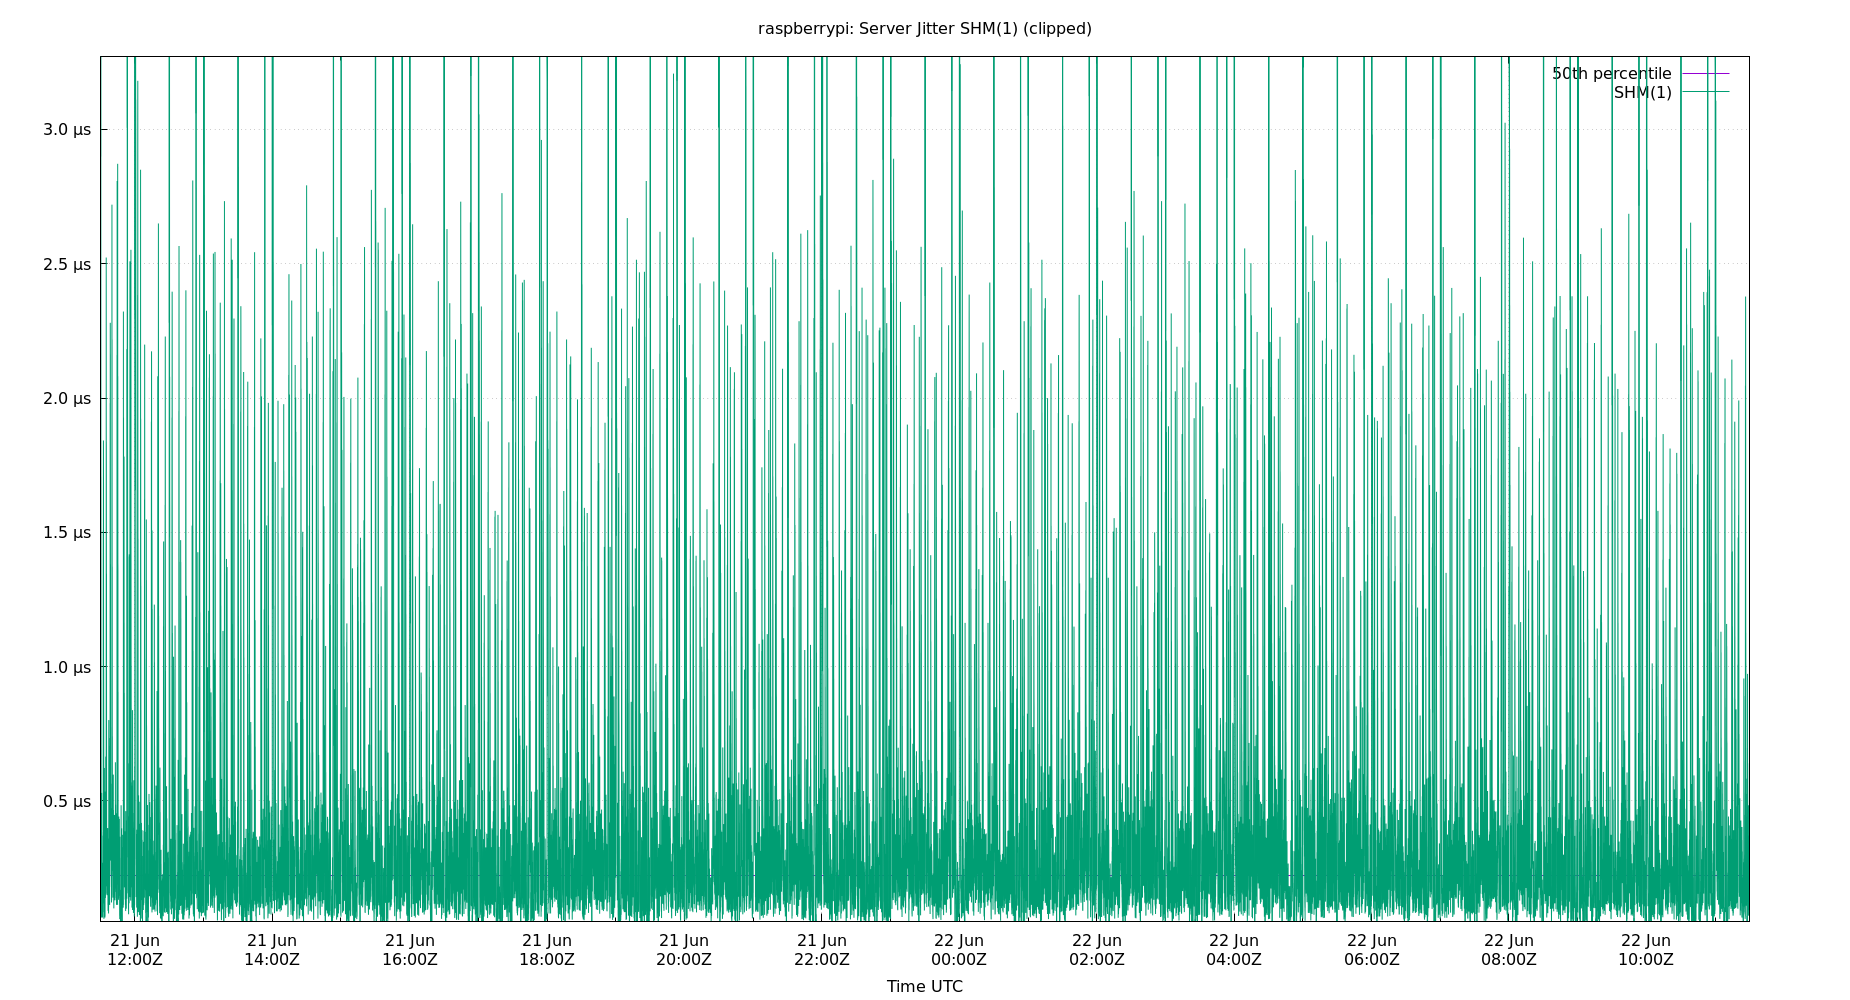 raspberrypi: Server Jitter SHM(1) (clipped)
50th percentile
SHM(1)
3.0 µs
2.5 µs
2.0 µs
1.5 µs
1.0 µs
0.5 µs
21 Jun 21 Jun 21 Jun 21 Jun 21 Jun 21 Jun 22 Jun 22 Jun 22 Jun 22 Jun 22 Jun 22 Jun
12:00Z 14:00Z 16:00Z 18:00Z 20:00Z 22:00Z 00:00Z 02:00Z 04:00Z 06:00Z 08:00Z 10:00Z
Time UTC